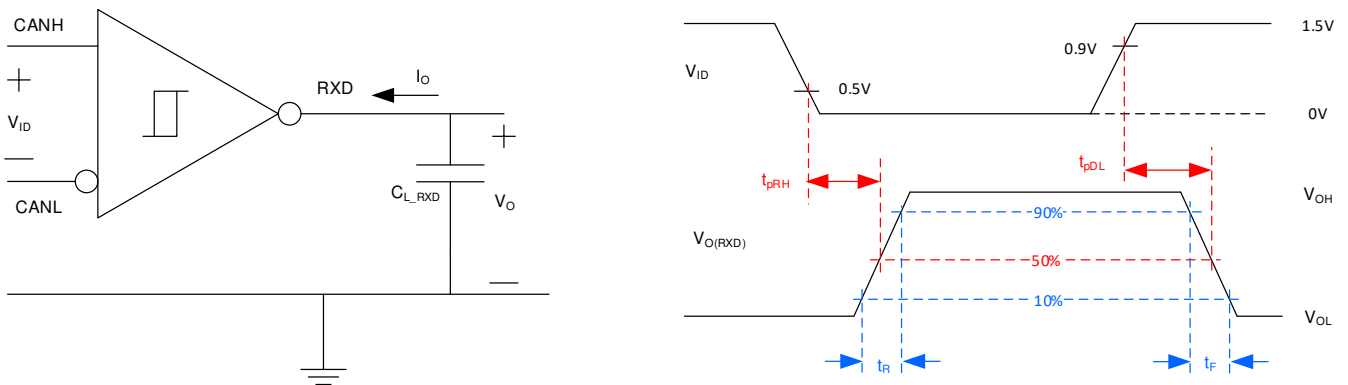 CANH
V_ID
CANL
RXD
I_O
C_L_RXD
V_O
V_ID
0.5V
0.9V
1.5V
0V
t_pRH
t_pDL
V_O(RXD)
90%
50%
10%
V_OH
V_OL
t_R
t_F